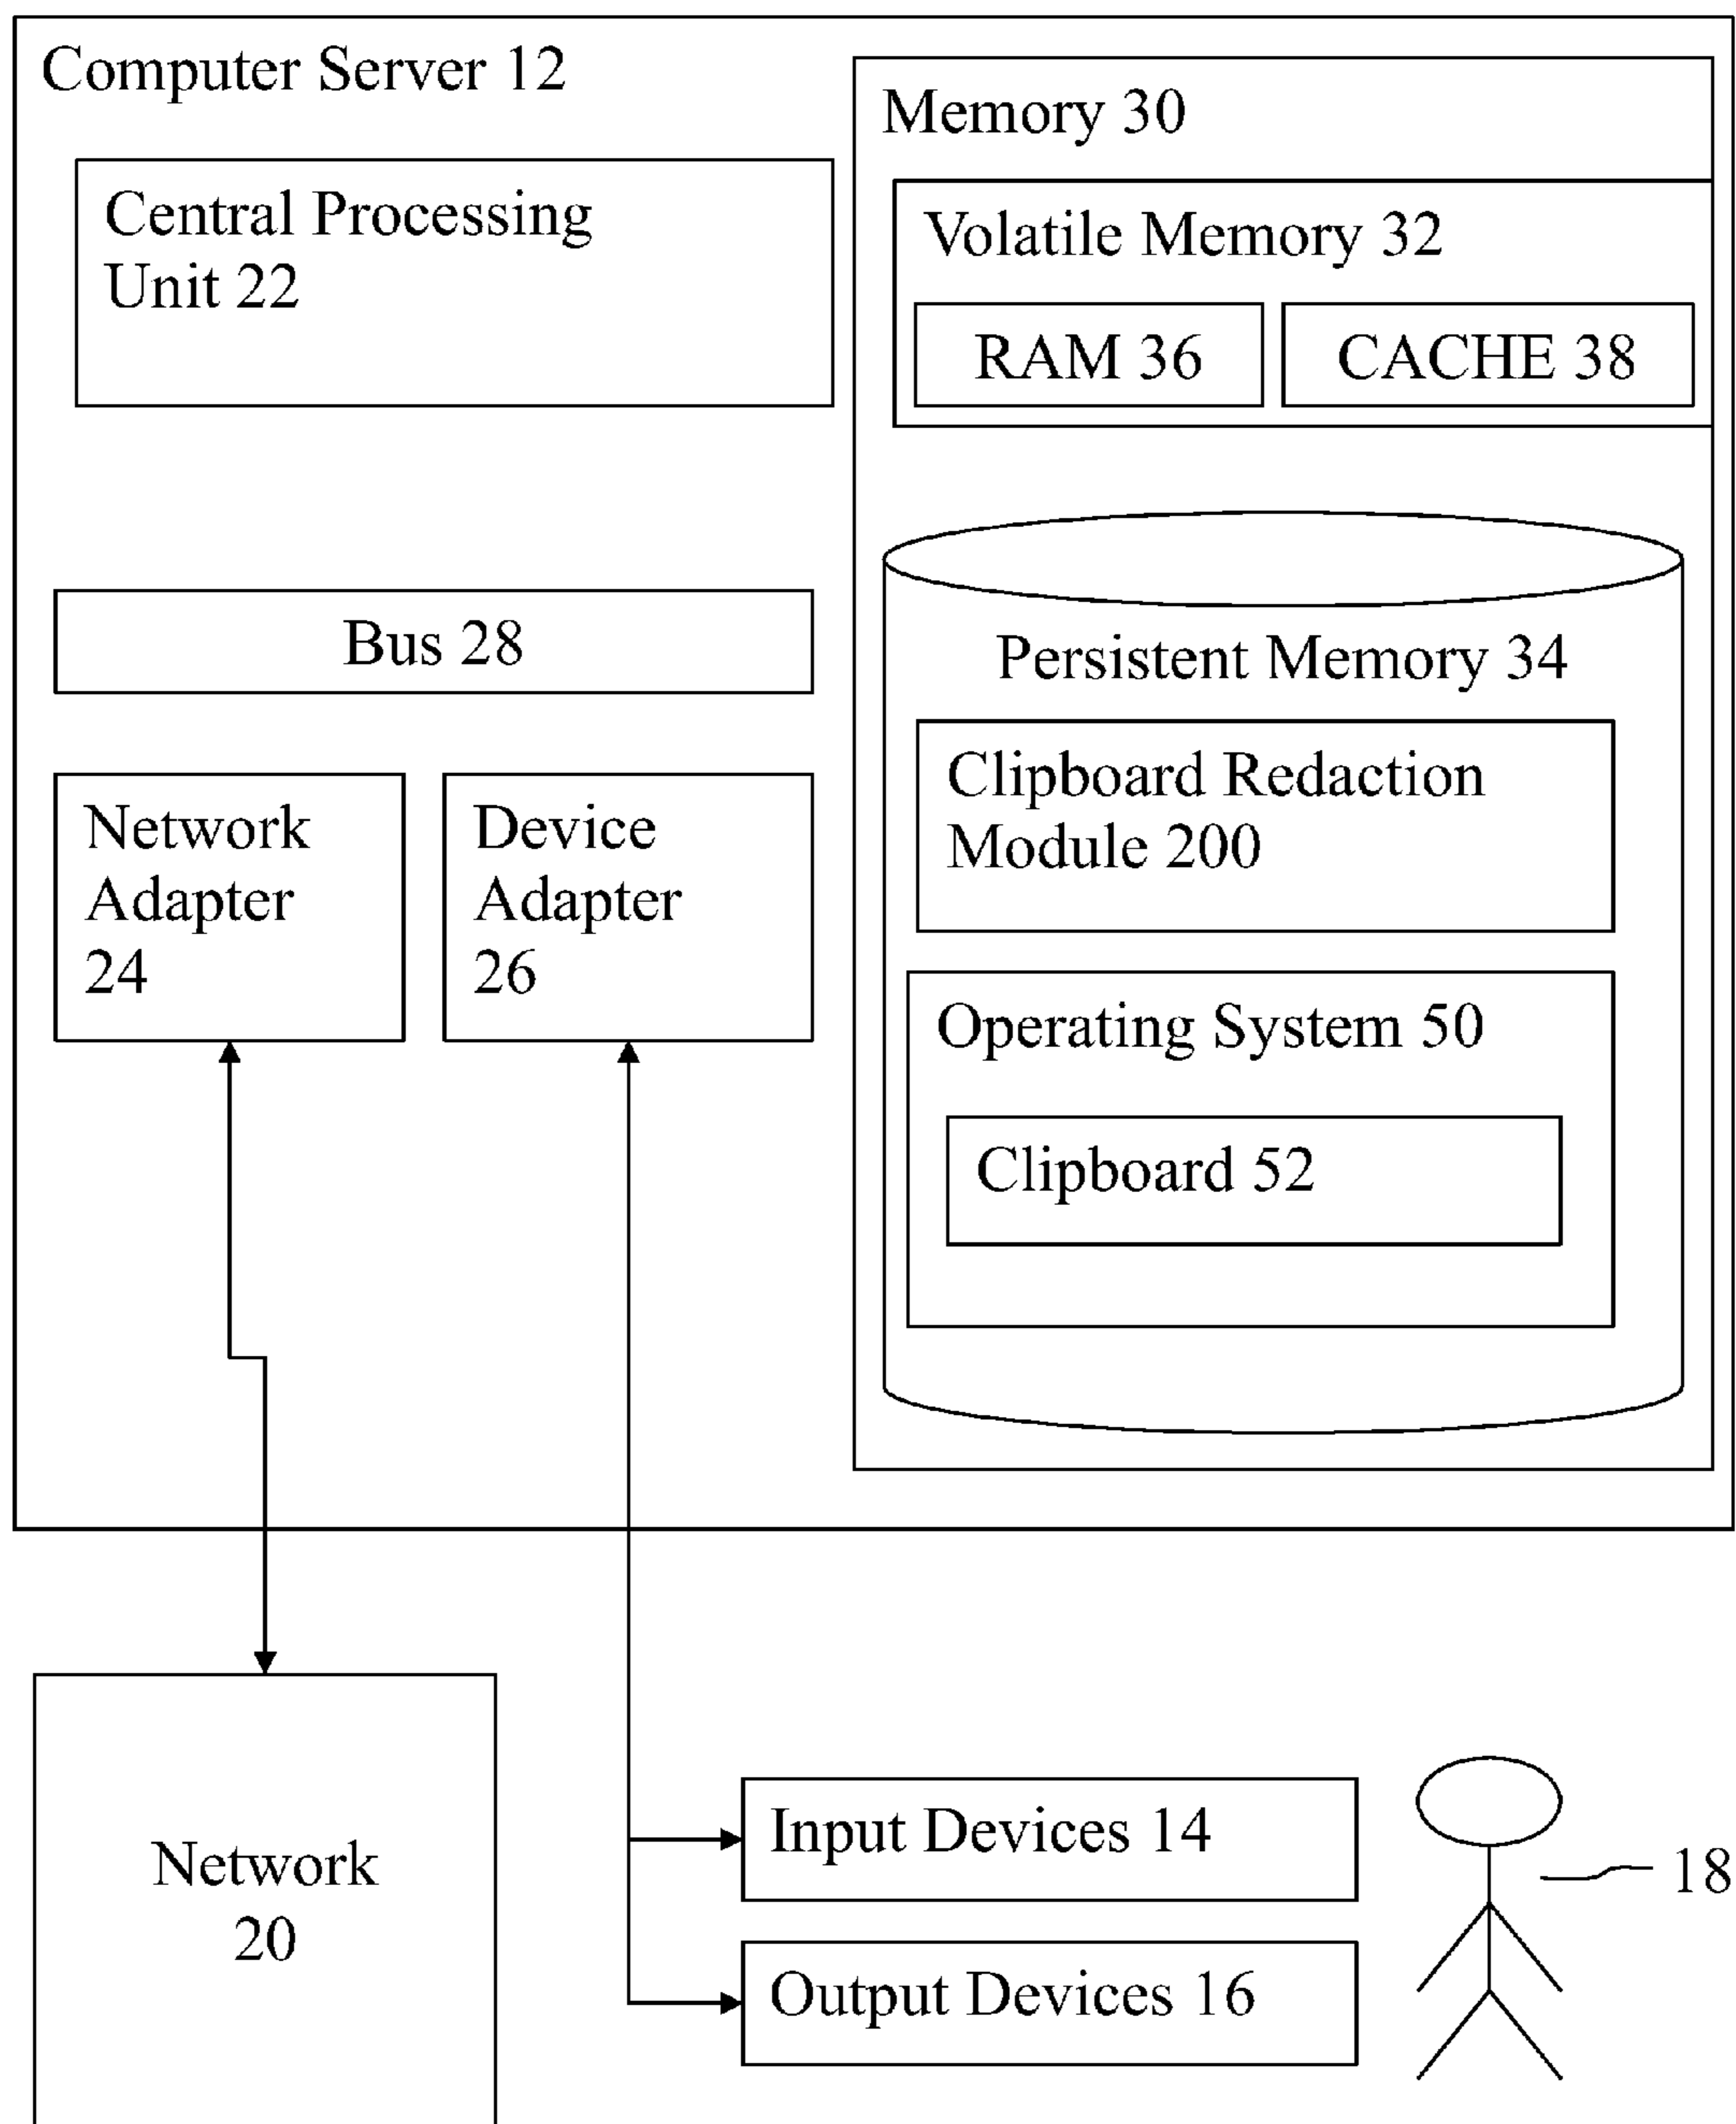 Computer Server 12
Central Processing
Unit 22
Bus 28
Network
Adapter
24
Device
Adapter
26
Memory 30
Volatile Memory 32
RAM 36
CACHE 38
Persistent Memory 34
Clipboard Redaction
Module 200
Operating System 50
Clipboard 52
Network
20
Input Devices 14
Output Devices 16
18